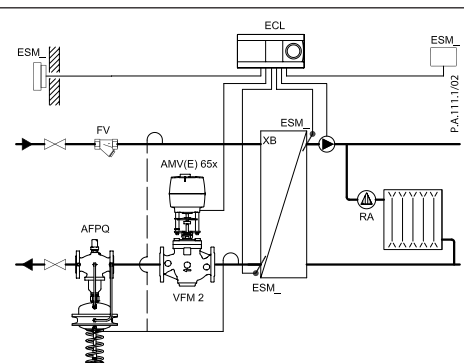 ECL
ESM_
ESM_
P.A.111.1/02
FV
ESM_
XB
AMV(E) 65x
RA
AFPQ
VFM 2
ESM_